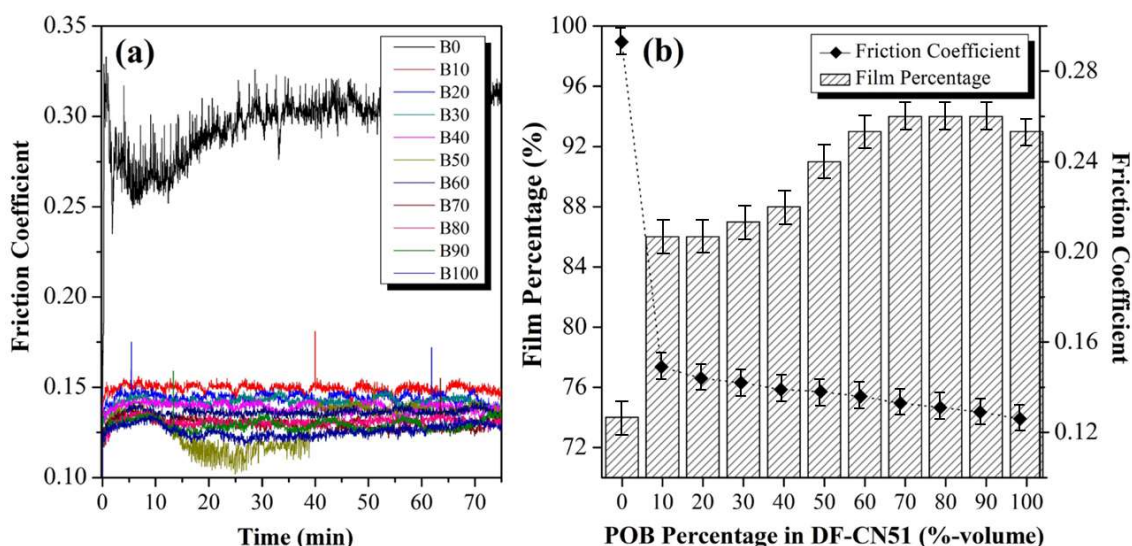 (a)
0.35
0.30
0.25
0.20
0.15
0.10
Friction Coefficient
0 10 20 30 40 50 60 70
Time (min)
B0
B10
B20
B30
B40
B50
B60
B70
B80
B90
B100
(b)
100
98
96
92
88
84
80
76
72
Film Percentage (%)
Friction Coefficient
Film Percentage
0.28
0.24
0.20
0.16
0.12
Friction Coefficient
0 10 20 30 40 50 60 70 80 90 100
POB Percentage in DF-CN51 (%-volume)